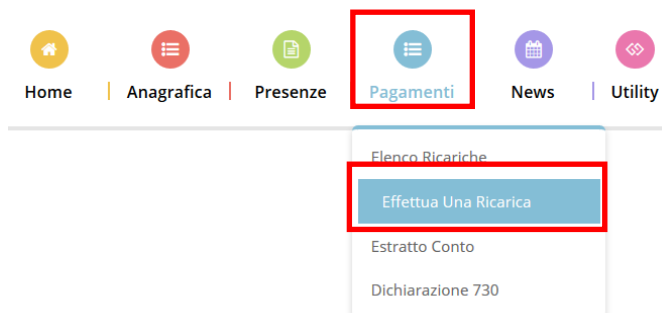 Home Anagrafica Presenze Pagamenti News Utility
Elenco Ricariche
Effettua Una Ricarica
Estratto Conto
Dichiarazione 730